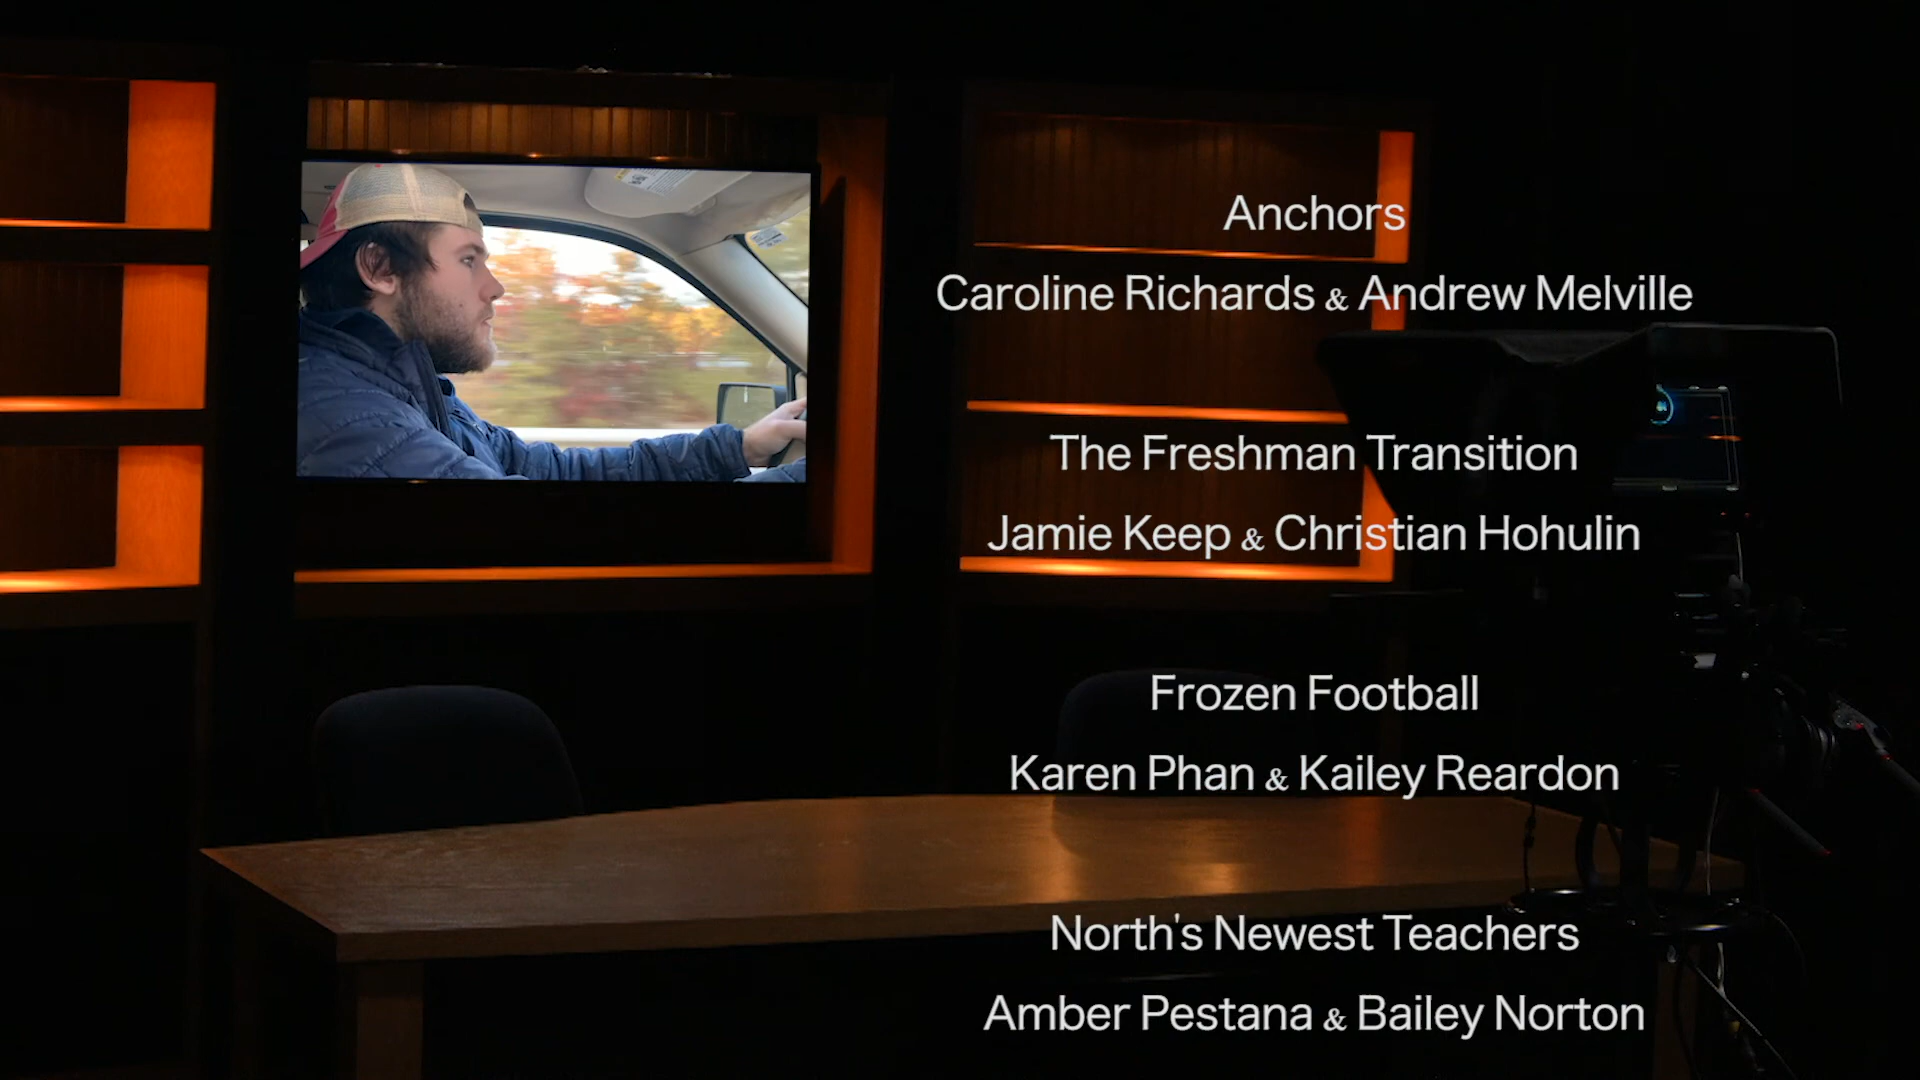 Anchors
Caroline Richards & Andrew Melville
The Freshman Transition
Jamie Keep & Christian Hohulin
Frozen Football
Karen Phan & Kailey Reardon
North's Newest Teachers
Amber Pestana & Bailey Norton